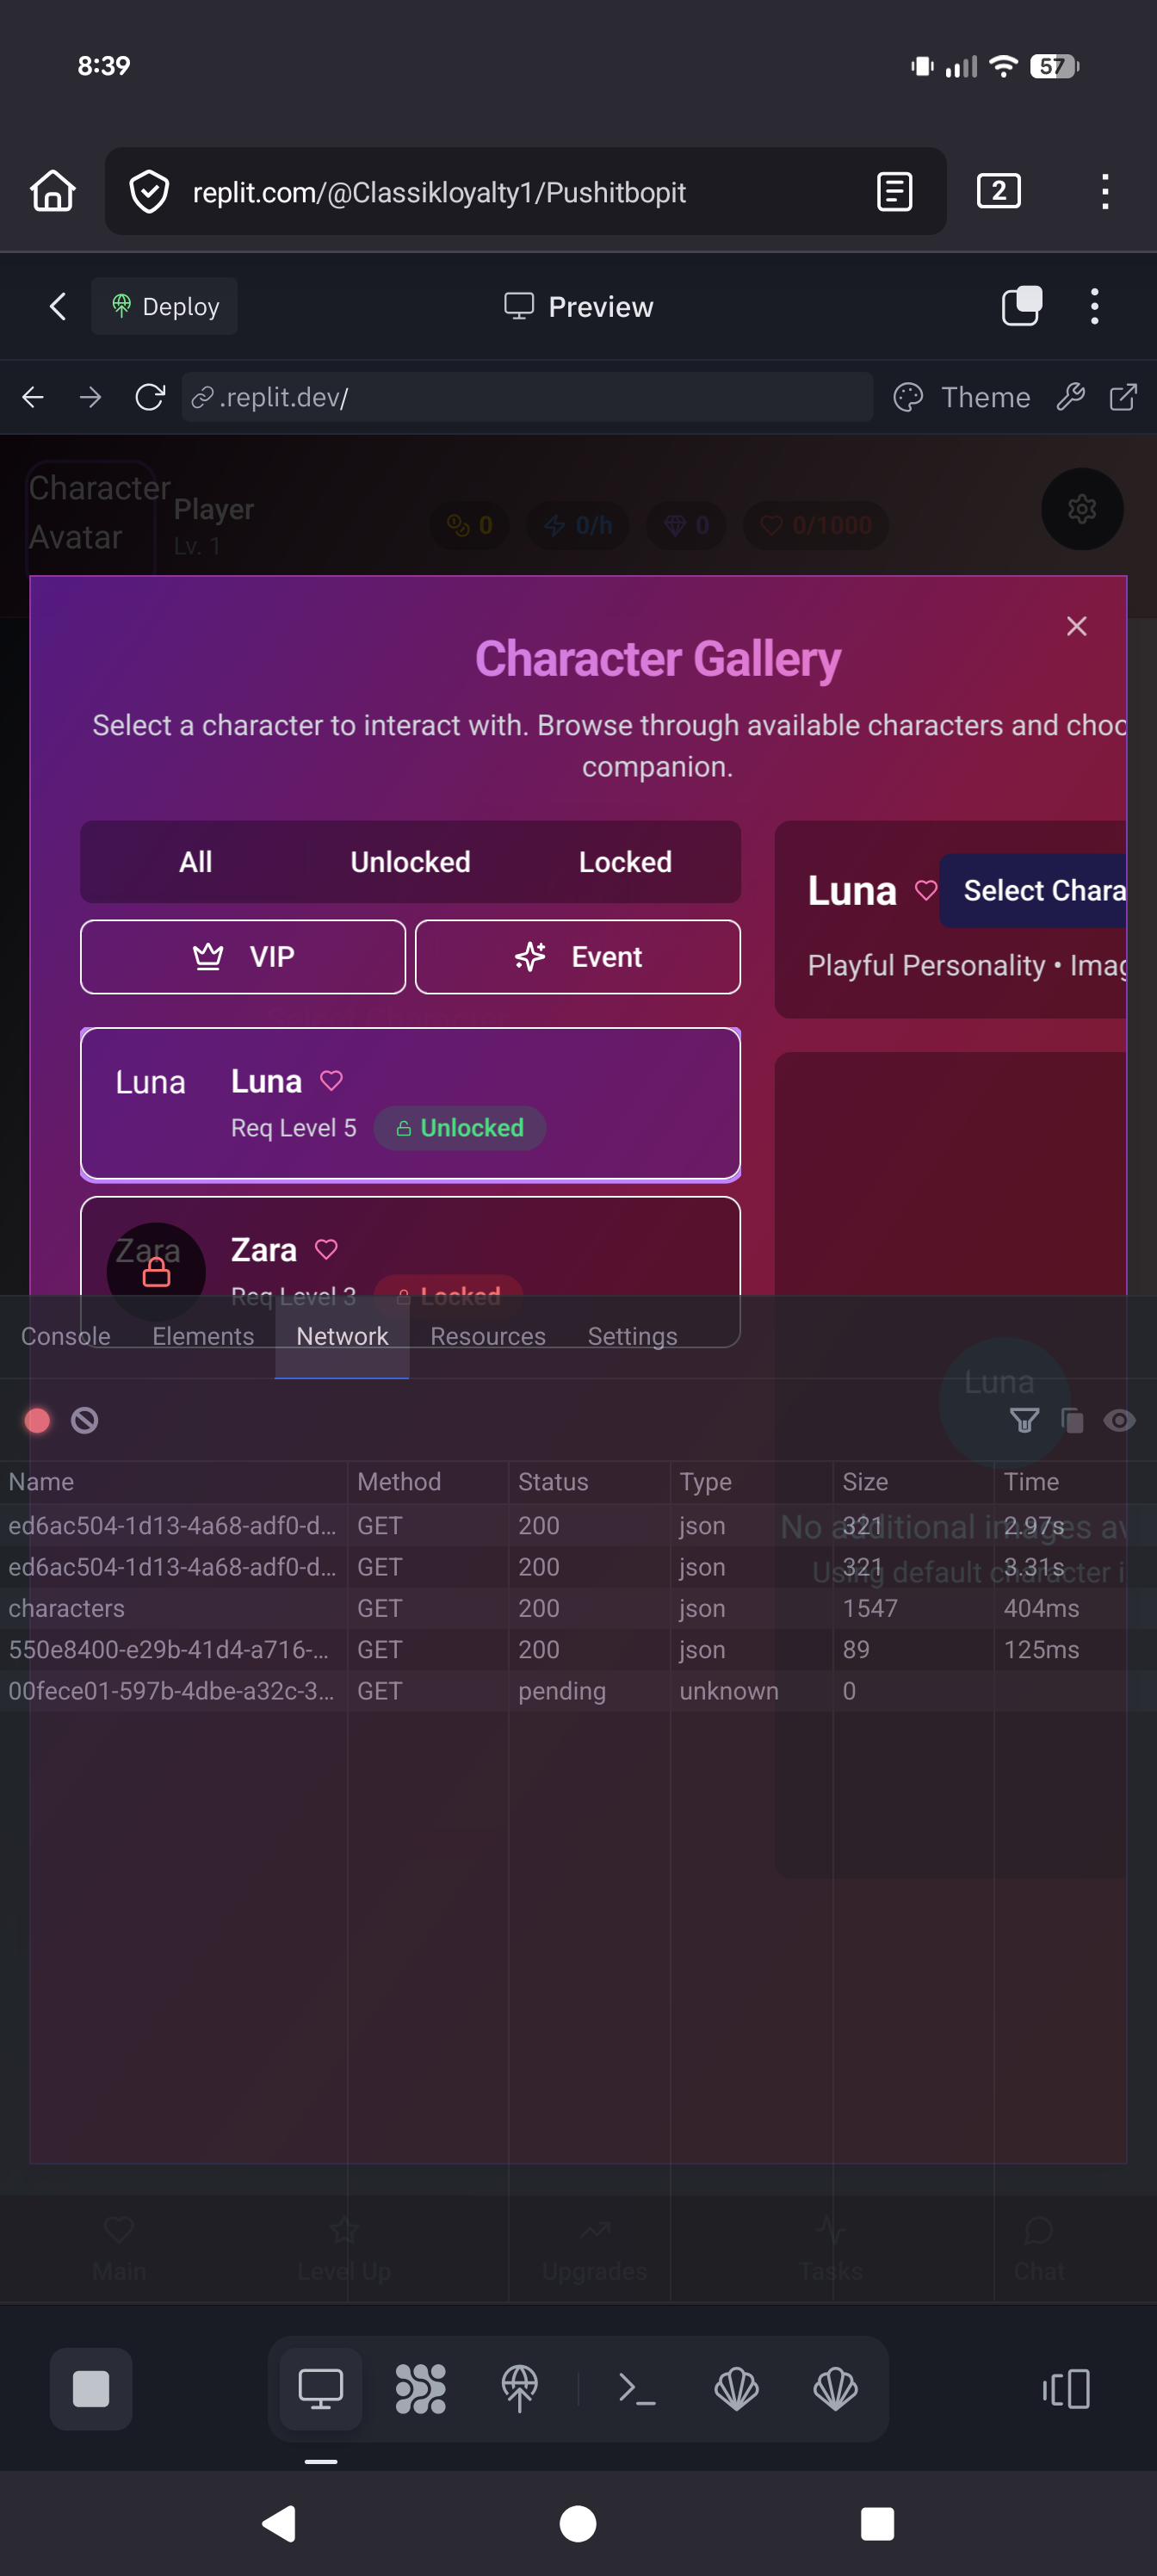 8:39
57
replit.com/@Classikloyalty1/Pushitbopit
2
Deploy
Preview
.replit.dev/
Theme
Character
Avatar
Player
Lv. 1
0
0/h
0
0/1000
Character Gallery
Select a character to interact with. Browse through available characters and choo
companion.
All
Unlocked
Locked
VIP
Event
Select Character
Luna
Luna
Req Level 5
Unlocked
Zara
Zara
Req Level 3
Locked
Luna
Select Chara
Playful Personality • Imag
Console
Elements
Network
Resources
Settings
Luna
Name Method Status Type Size Time
ed6ac504-1d13-4a68-adf0-d... GET 200 json 321 2.97s
ed6ac504-1d13-4a68-adf0-d... GET 200 json 321 3.31s
characters GET 200 json 1547 404ms
550e8400-e29b-41d4-a716-... GET 200 json 89 125ms
00fece01-597b-4dbe-a32c-3... GET pending unknown 0
No additional images av
Using default character i
Main
Level Up
Upgrades
Tasks
Chat